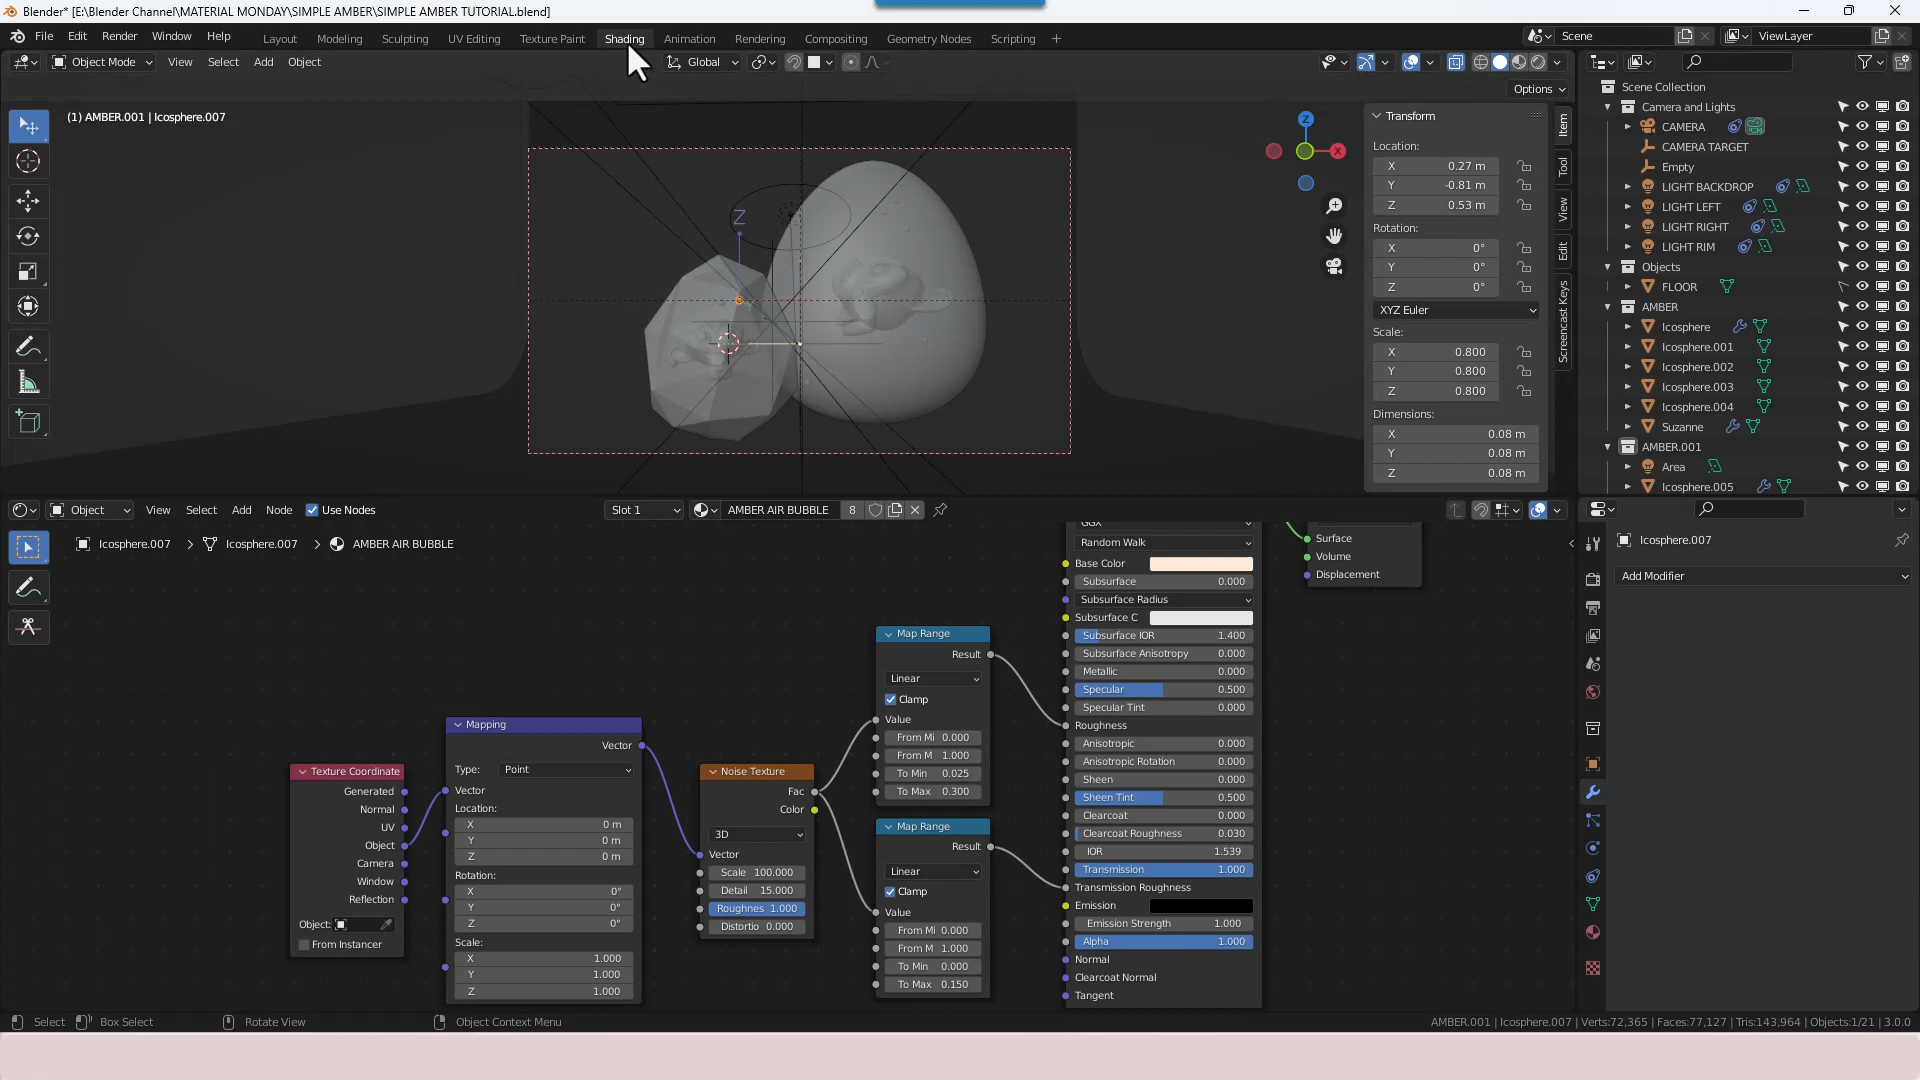 Blender* [E:\Blender Channel\MATERIAL MONDAY\SIMPLE AMBER\SIMPLE AMBER TUTORIAL.blend]
File Edit Render Window Help Layout Modeling Sculpting UV Editing Texture Paint Shading Animation Rendering Compositing Geometry Nodes Scripting + Scene ViewLayer
Object Mode View Select Add Object Global
Options
(1) AMBER.001 | Icosphere.007
Z
X
Z
Transform
Location:
X 0.27 m
Y -0.81 m
Z 0.53 m
Rotation:
X 0°
Y 0°
Z 0°
XYZ Euler
Scale:
X 0.800
Y 0.800
Z 0.800
Dimensions:
X 0.08 m
Y 0.08 m
Z 0.08 m
Item
Tool
View
Edit
Screencast Keys
Scene Collection
Camera and Lights
CAMERA
CAMERA TARGET
Empty
LIGHT BACKDROP
LIGHT LEFT
LIGHT RIGHT
LIGHT RIM
Objects
FLOOR
AMBER
Icosphere
Icosphere.001
Icosphere.002
Icosphere.003
Icosphere.004
Suzanne
AMBER.001
Area
Icosphere.005
Object View Select Add Node Use Nodes Slot 1 AMBER AIR BUBBLE 8
Icosphere.007 > Icosphere.007 > AMBER AIR BUBBLE
Texture Coordinate
Generated
Normal
UV
Object
Camera
Window
Reflection
Object:
From Instancer
Mapping
Vector
Type: Point
Vector
Location:
X 0 m
Y 0 m
Z 0 m
Rotation:
X 0°
Y 0°
Z 0°
Scale:
X 1.000
Y 1.000
Z 1.000
Noise Texture
Fac
Color
3D
Vector
Scale 100.000
Detail 15.000
Roughnes 1.000
Distortio 0.000
Map Range
Result
Linear
Clamp
Value
From Mi 0.000
From M 1.000
To Min 0.025
To Max 0.300
Map Range
Result
Linear
Clamp
Value
From Mi 0.000
From M 1.000
To Min 0.000
To Max 0.150
GGX
Random Walk
Base Color
Subsurface 0.000
Subsurface Radius
Subsurface C
Subsurface IOR 1.400
Subsurface Anisotropy 0.000
Metallic 0.000
Specular 0.500
Specular Tint 0.000
Roughness
Anisotropic 0.000
Anisotropic Rotation 0.000
Sheen 0.000
Sheen Tint 0.500
Clearcoat 0.000
Clearcoat Roughness 0.030
IOR 1.539
Transmission 1.000
Transmission Roughness
Emission
Emission Strength 1.000
Alpha 1.000
Normal
Clearcoat Normal
Tangent
Surface
Volume
Displacement
Icosphere.007
Add Modifier
Select Box Select Rotate View Object Context Menu AMBER.001 | Icosphere.007 | Verts:72,365 | Faces:77,127 | Tris:143,964 | Objects:1/21 | 3.0.0